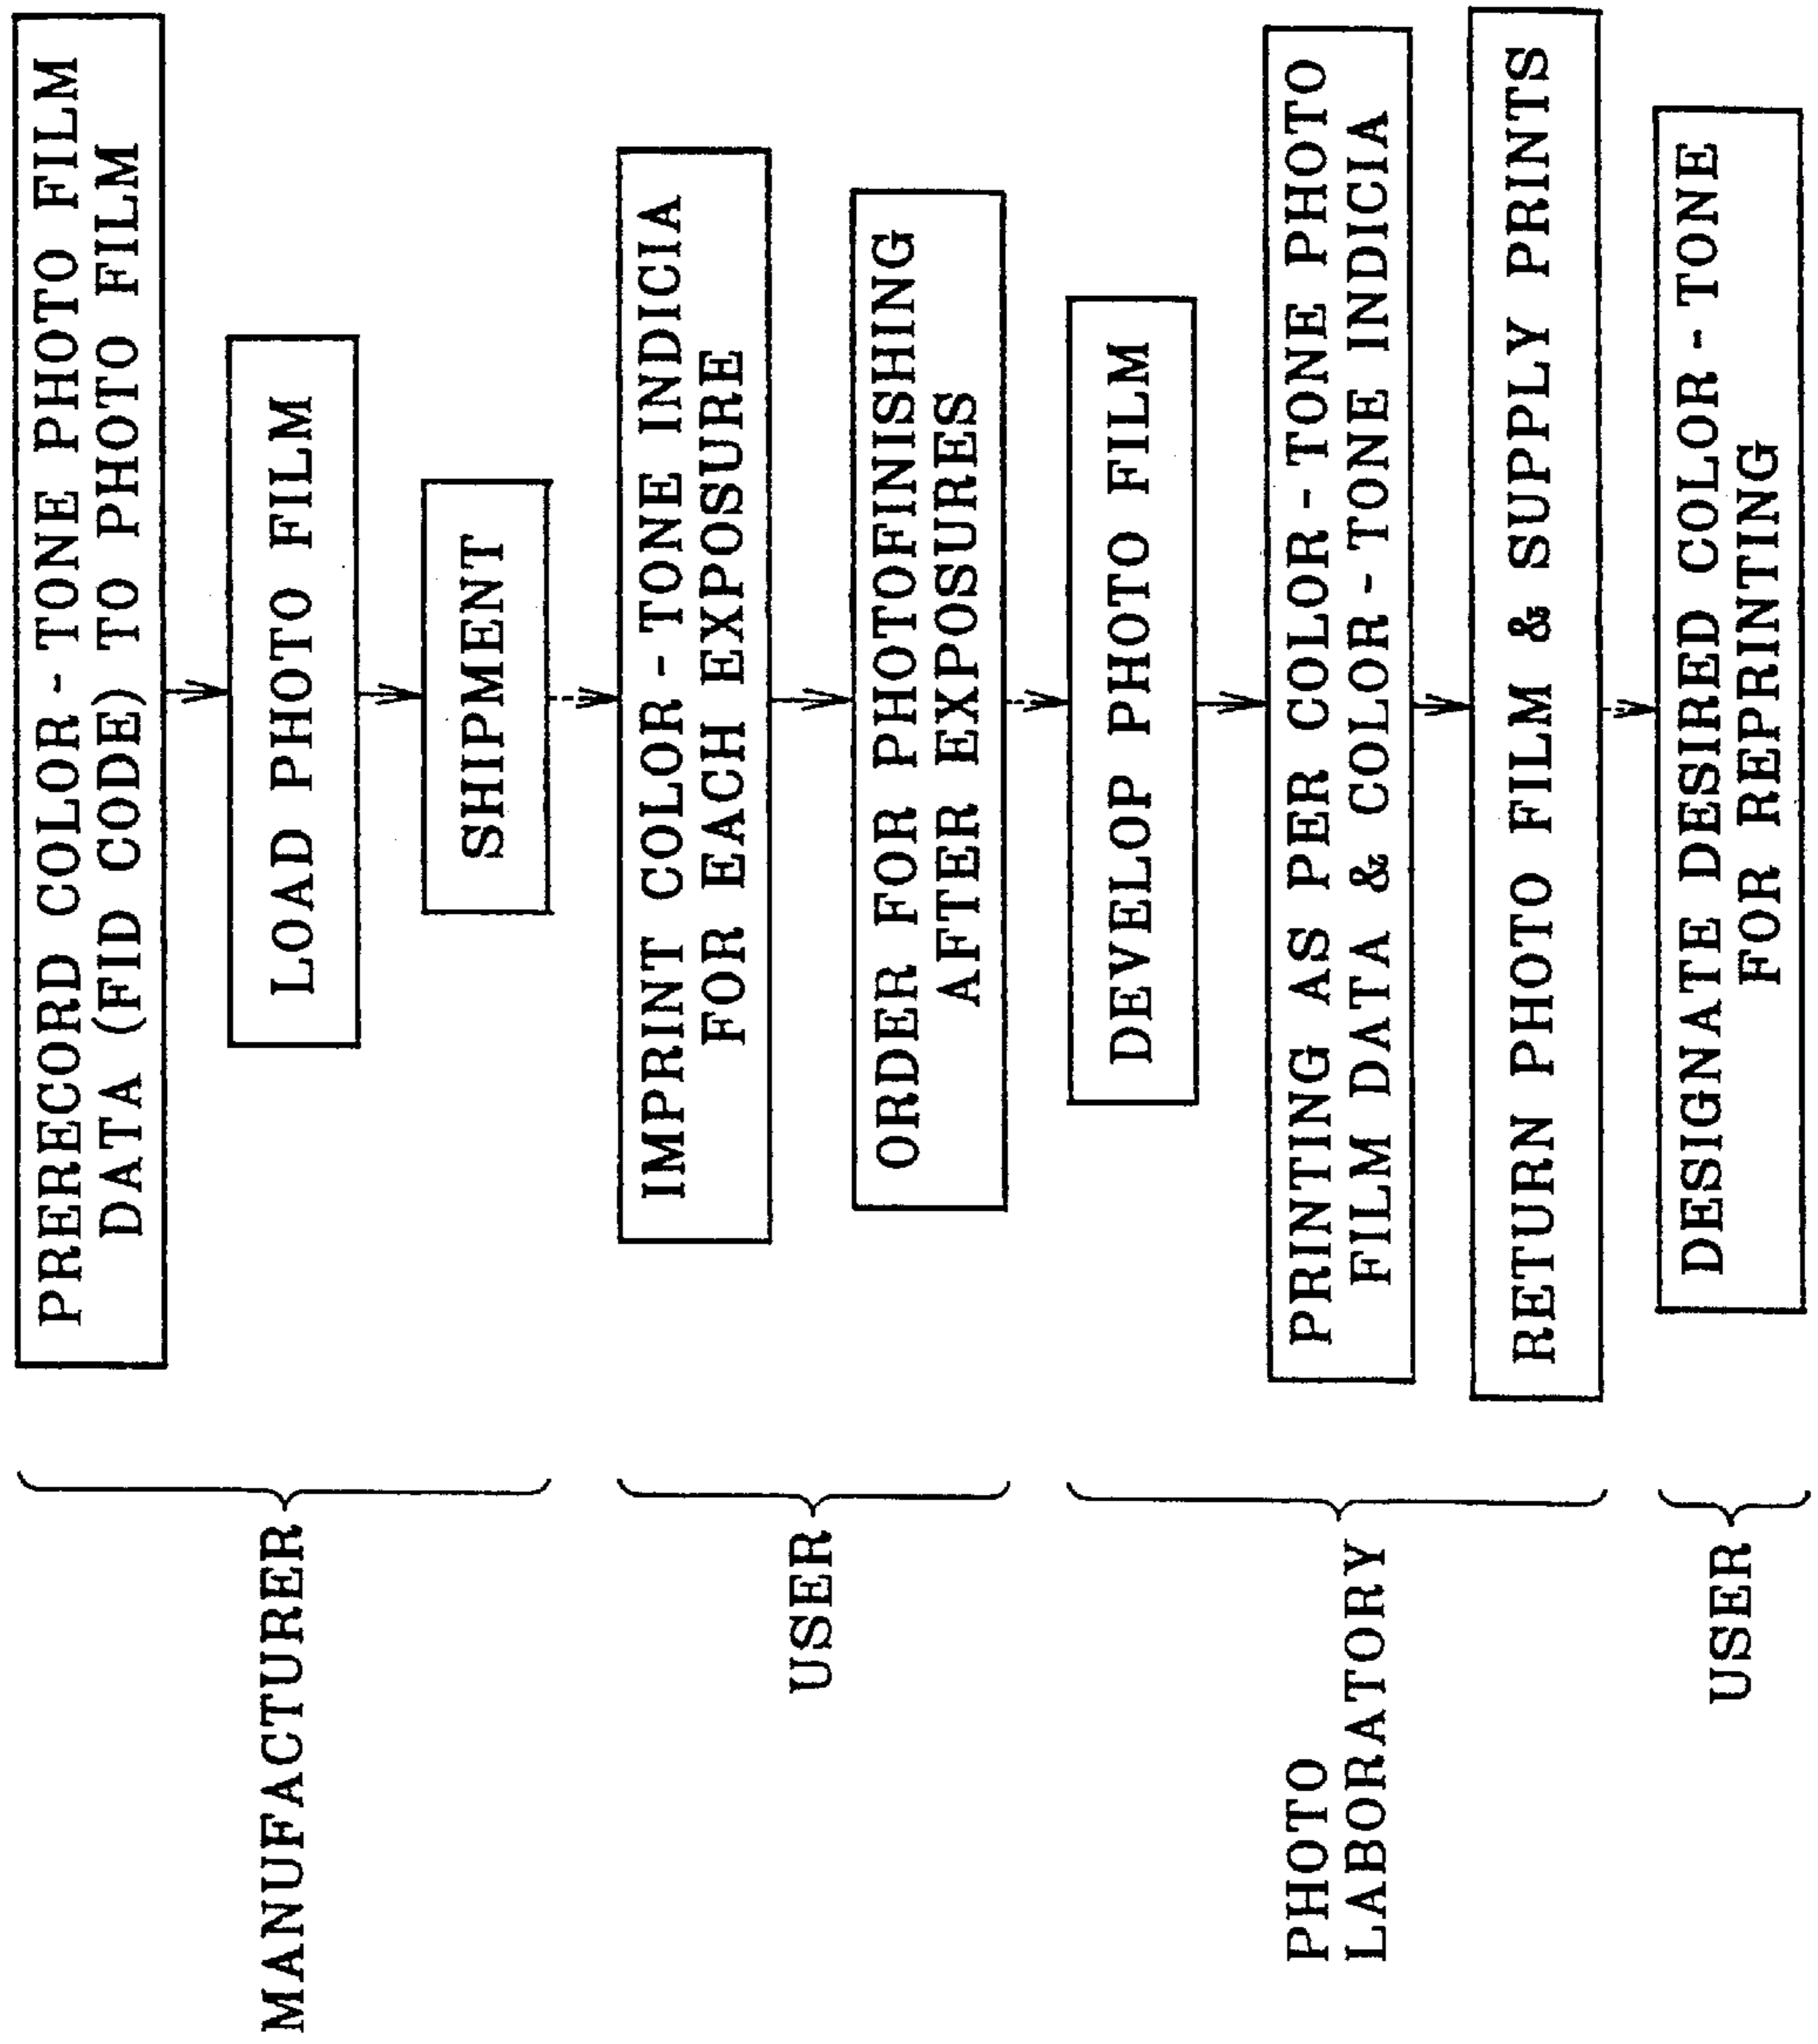 MANUFACTURER
PRERECORD COLOR-TONE PHOTO FILM
DATA (FID CODE) TO PHOTO FILM
LOAD PHOTO FILM
SHIPMENT
USER
IMPRINT COLOR-TONE INDICIA
FOR EACH EXPOSURE
ORDER FOR PHOTOFINISHING
AFTER EXPOSURES
PHOTO
LABORATORY
DEVELOP PHOTO FILM
PRINTING AS PER COLOR-TONE PHOTO
FILM DATA & COLOR-TONE INDICIA
RETURN PHOTO FILM & SUPPLY PRINTS
USER
DESIGNATE DESIRED COLOR-TONE
FOR REPRINTING